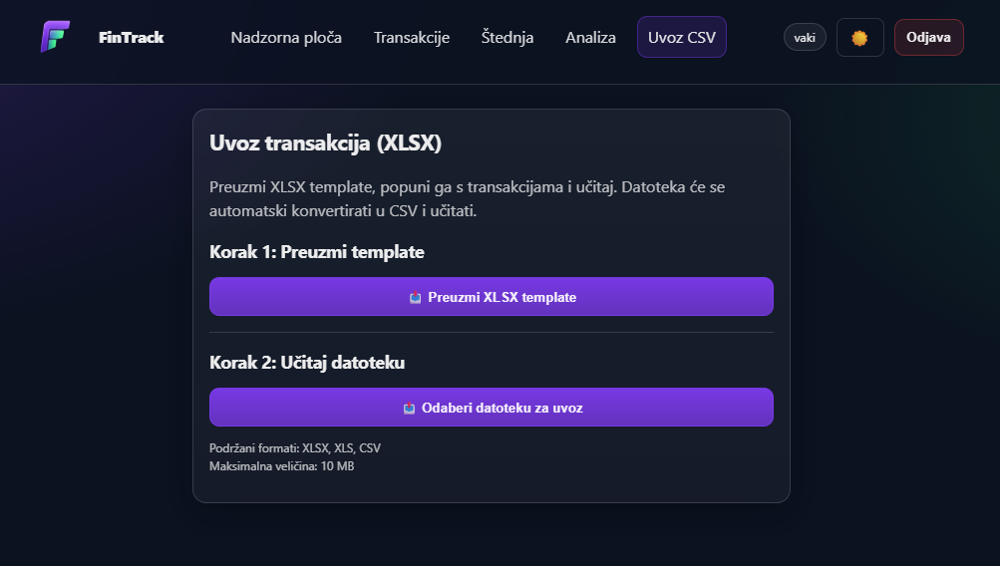 FinTrack
Nadzorna ploča
Transakcije
Štednja
Analiza
Uvoz CSV
vaki
Odjava
Uvoz transakcija (XLSX)
Preuzmi XLSX template, popuni ga s transakcijama i učitaj. Datoteka će se
automatski konvertirati u CSV i učitati.
Korak 1: Preuzmi template
Preuzmi XLSX template
Korak 2: Učitaj datoteku
Odaberi datoteku za uvoz
Podržani formati: XLSX, XLS, CSV
Maksimalna veličina: 10 MB